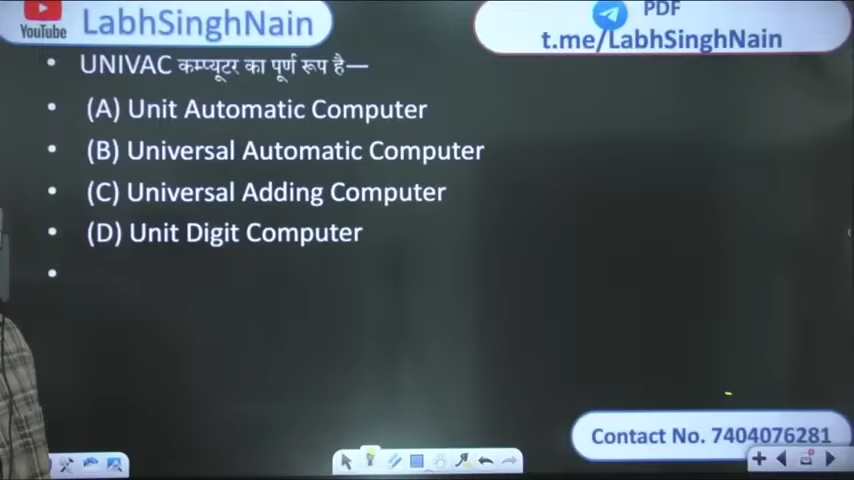 YouTube
LabhSinghNain
PDF
t.me/LabhSinghNain
• UNIVAC कम्प्यूटर का पूर्ण रूप है—
• (A) Unit Automatic Computer
• (B) Universal Automatic Computer
• (C) Universal Adding Computer
• (D) Unit Digit Computer
•
Contact No. 7404076281